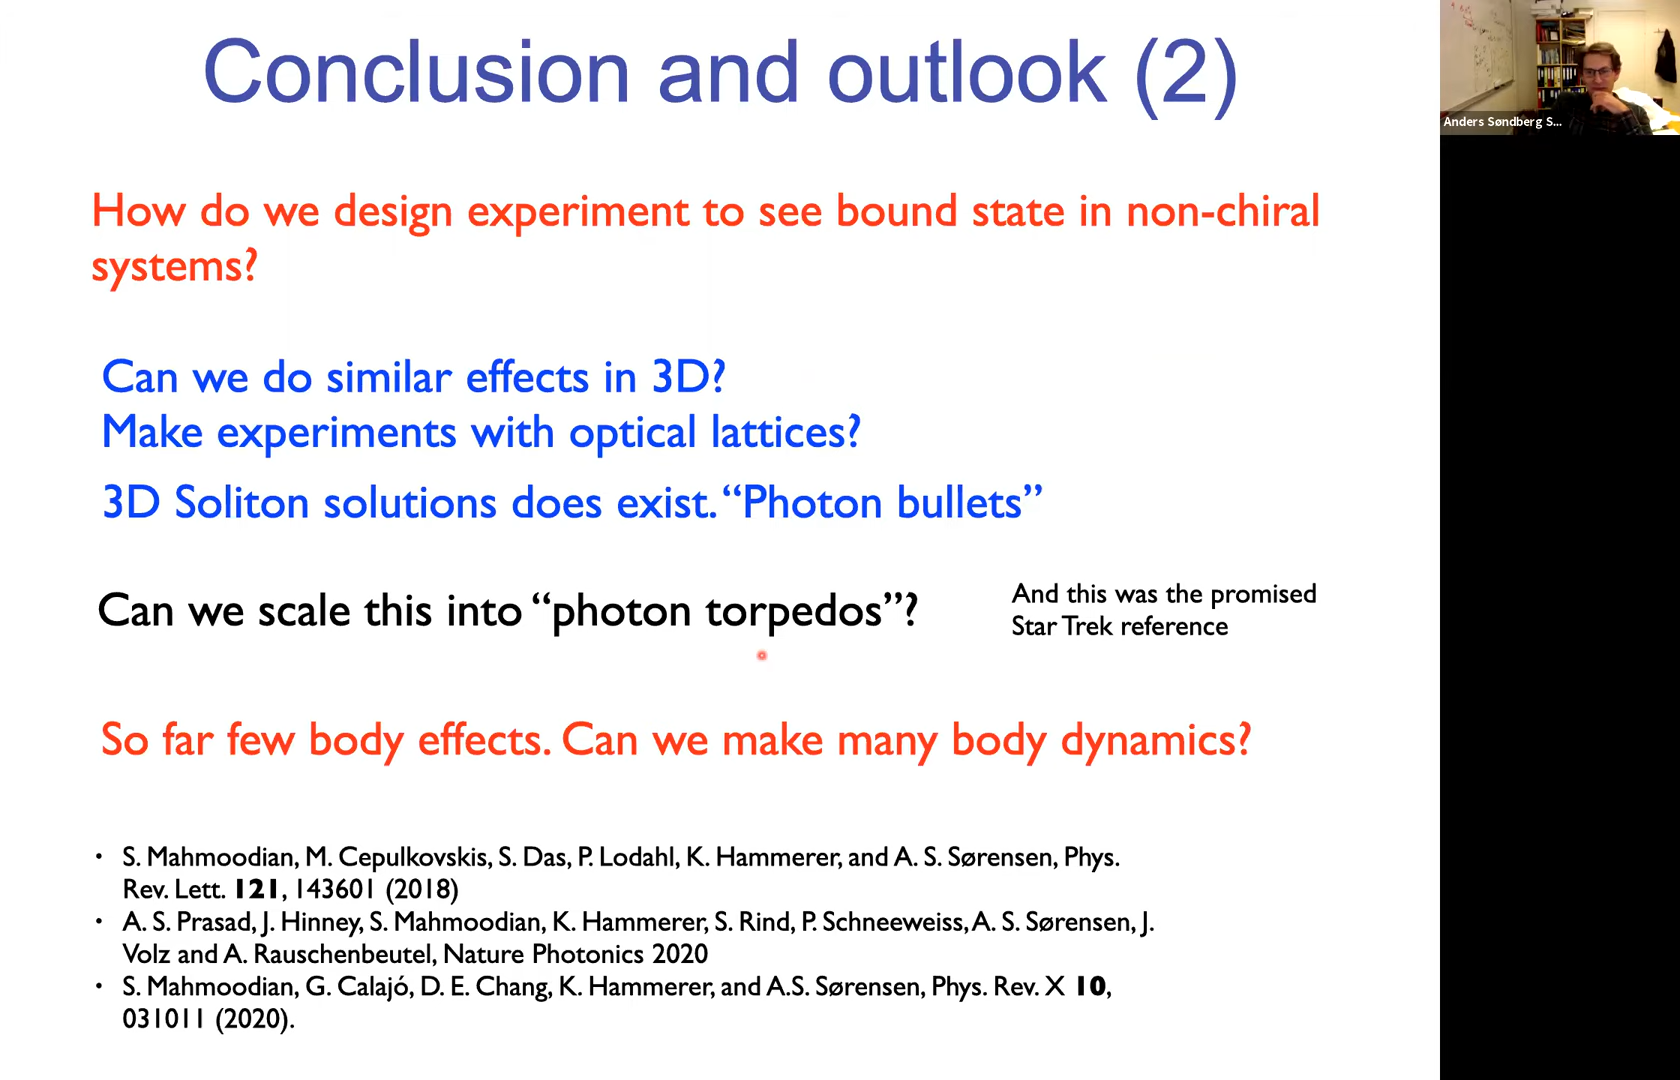 Conclusion and outlook (2)
Anders Søndberg S...
How do we design experiment to see bound state in non-chiral
systems?
Can we do similar effects in 3D?
Make experiments with optical lattices?
3D Soliton solutions does exist. “Photon bullets”
Can we scale this into “photon torpedos”?
And this was the promised
Star Trek reference
So far few body effects. Can we make many body dynamics?
• S. Mahmoodian, M. Cepulkovskis, S. Das, P. Lodahl, K. Hammerer, and A. S. Sørensen, Phys.
Rev. Lett. 121, 143601 (2018)
• A. S. Prasad, J. Hinney, S. Mahmoodian, K. Hammerer, S. Rind, P. Schneeweiss, A. S. Sørensen, J.
Volz and A. Rauschenbeutel, Nature Photonics 2020
• S. Mahmoodian, G. Calajó, D. E. Chang, K. Hammerer, and A.S. Sørensen, Phys. Rev. X 10,
031011 (2020).